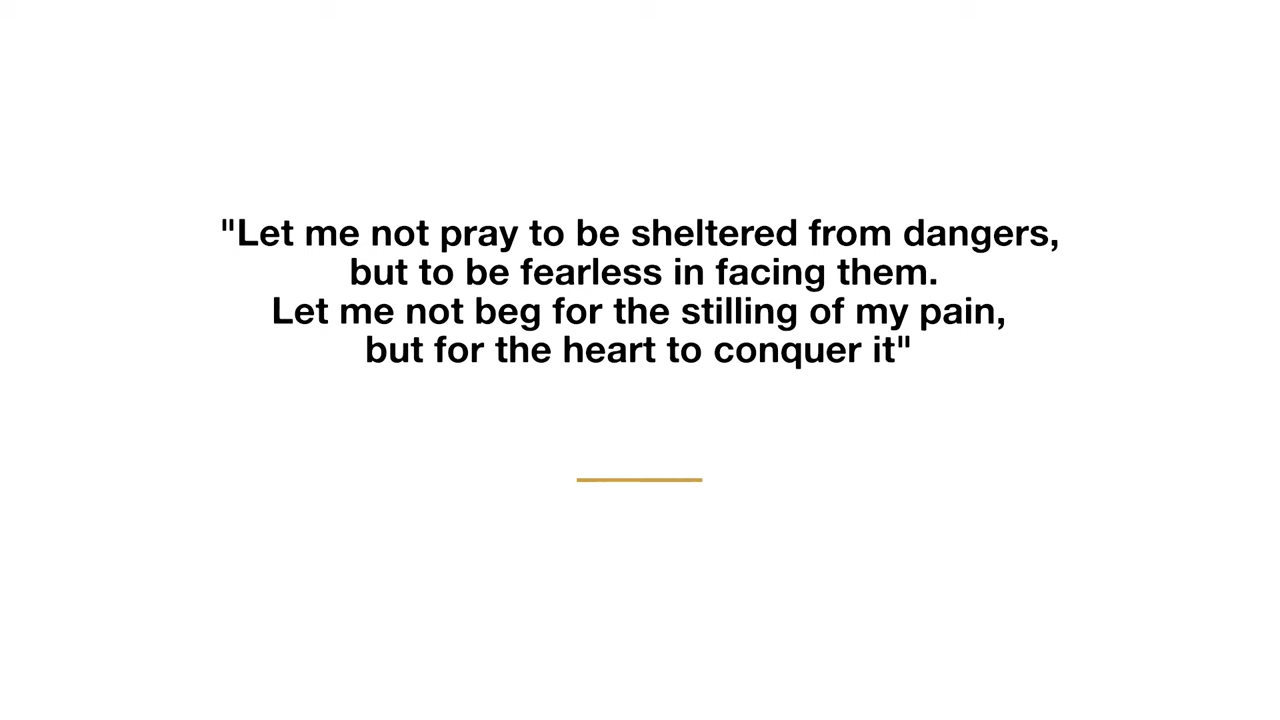 "Let me not pray to be sheltered from dangers,
but to be fearless in facing them.
Let me not beg for the stilling of my pain,
but for the heart to conquer it"